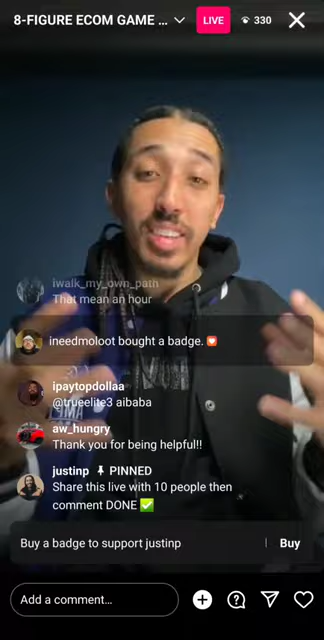 8-FIGURE ECOM GAME ...
LIVE
330
iwalk_my_own_path
That mean an hour
ineedmoloot bought a badge.
ipaytopdollaa
@trueelite3 aibaba
aw_hungry
Thank you for being helpful!!
justinp PINNED
Share this live with 10 people then
comment DONE ✅
Buy a badge to support justinp
Buy
Add a comment...